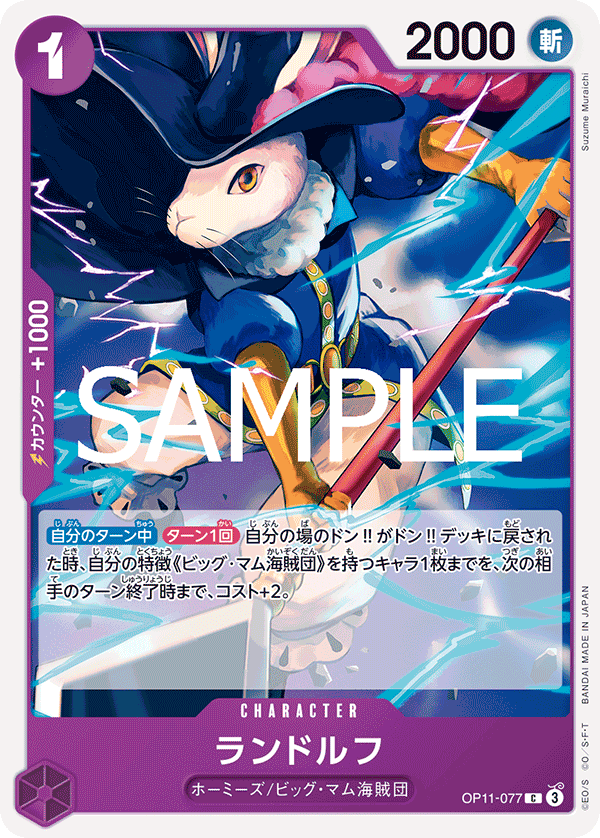 1
2000
斬
Suzume Muraichi
カウンター +1000
SAMPLE
自分のターン中 ターン1回 自分の場のドン!!がドン!!デッキに戻され
た時、自分の特徴《ビッグ・マム海賊団》を持つキャラ1枚までを、次の相
手のターン終了時まで、コスト+2。
CHARACTER
ランドルフ
ホーミーズ/ビッグ・マム海賊団
OP11-077 C 3
©EO/S ©O/S・F・T BANDAI MADE IN JAPAN